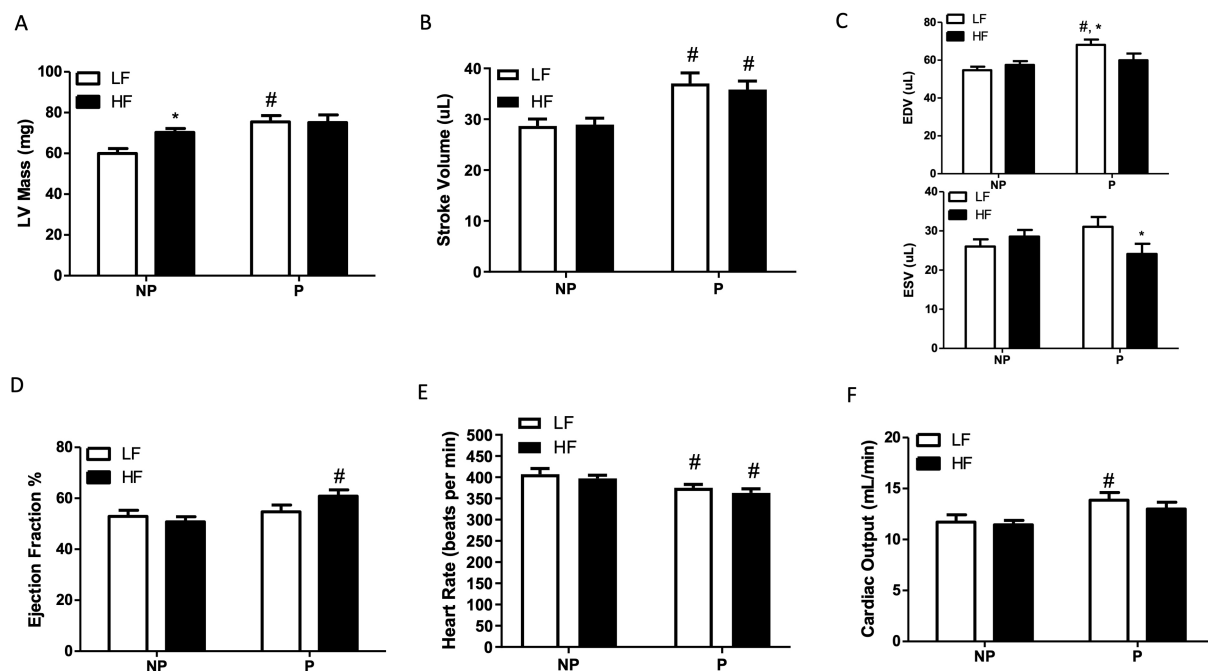 A
LV Mass (mg)
100
80
60
40
20
0
LF
HF
*
#
NP P
B
Stroke Volume (uL)
40
30
20
10
0
LF
HF
# #
NP P
C
EDV (uL)
80
60
40
20
0
LF
HF
#, *
NP P
ESV (uL)
40
30
20
10
0
LF
HF
*
NP P
D
Ejection Fraction %
80
60
40
20
0
LF
HF
#
NP P
E
Heart Rate (beats per min)
500
450
400
350
300
250
200
150
100
50
0
LF
HF
# #
NP P
F
Cardiac Output (mL/min)
20
15
10
5
0
LF
HF
#
NP P